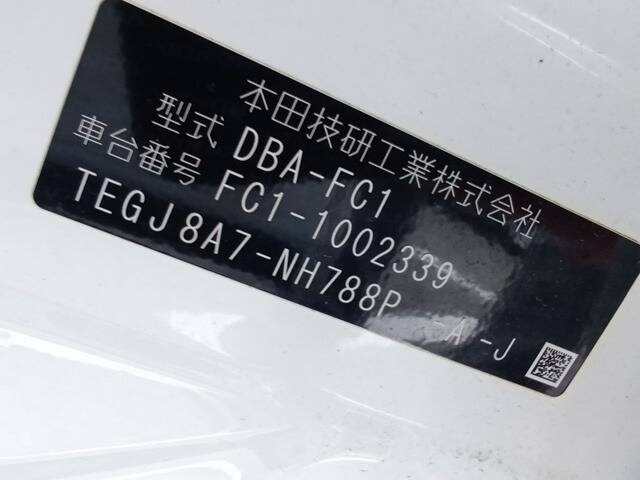 本田技研工業株式会社
型式 DBA-FC1
車台番号 FC1-1002339
TEGJ8A7-NH788P -A -J